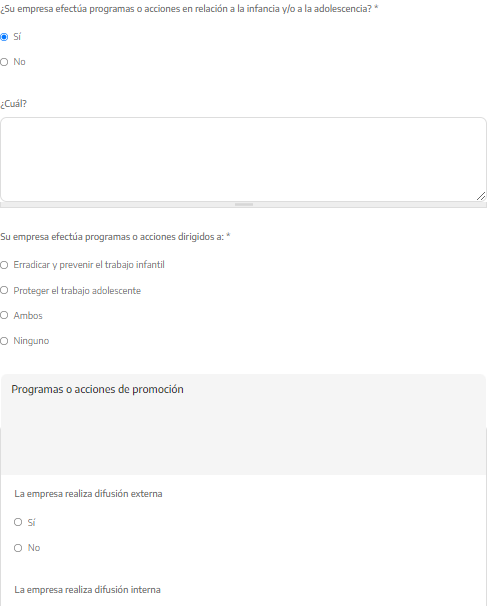 ¿Su empresa efectúa programas o acciones en relación a la infancia y/o a la adolescencia? *
Sí
No
¿Cuál?
Su empresa efectúa programas o acciones dirigidos a: *
Erradicar y prevenir el trabajo infantil
Proteger el trabajo adolescente
Ambos
Ninguno
Programas o acciones de promoción
La empresa realiza difusión externa
Sí
No
La empresa realiza difusión interna